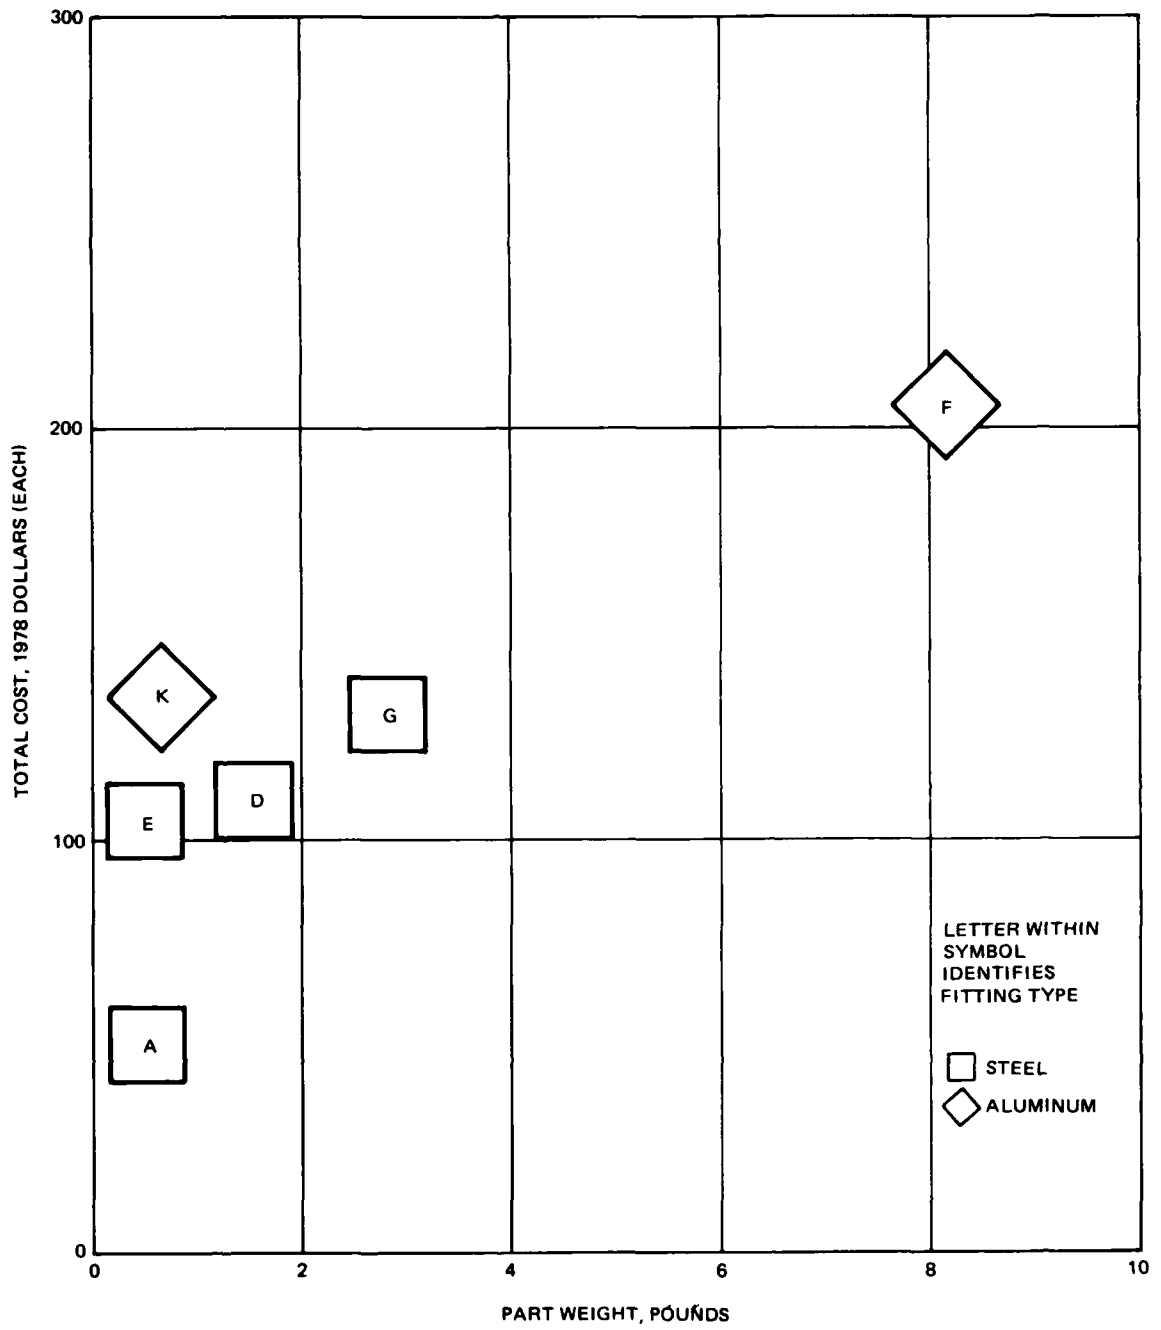 300
200
100
0
TOTAL COST, 1978 DOLLARS (EACH)
F
K
G
D
E
A
LETTER WITHIN
SYMBOL
IDENTIFIES
FITTING TYPE
STEEL
ALUMINUM
0 2 4 6 8 10
PART WEIGHT, POUNDS